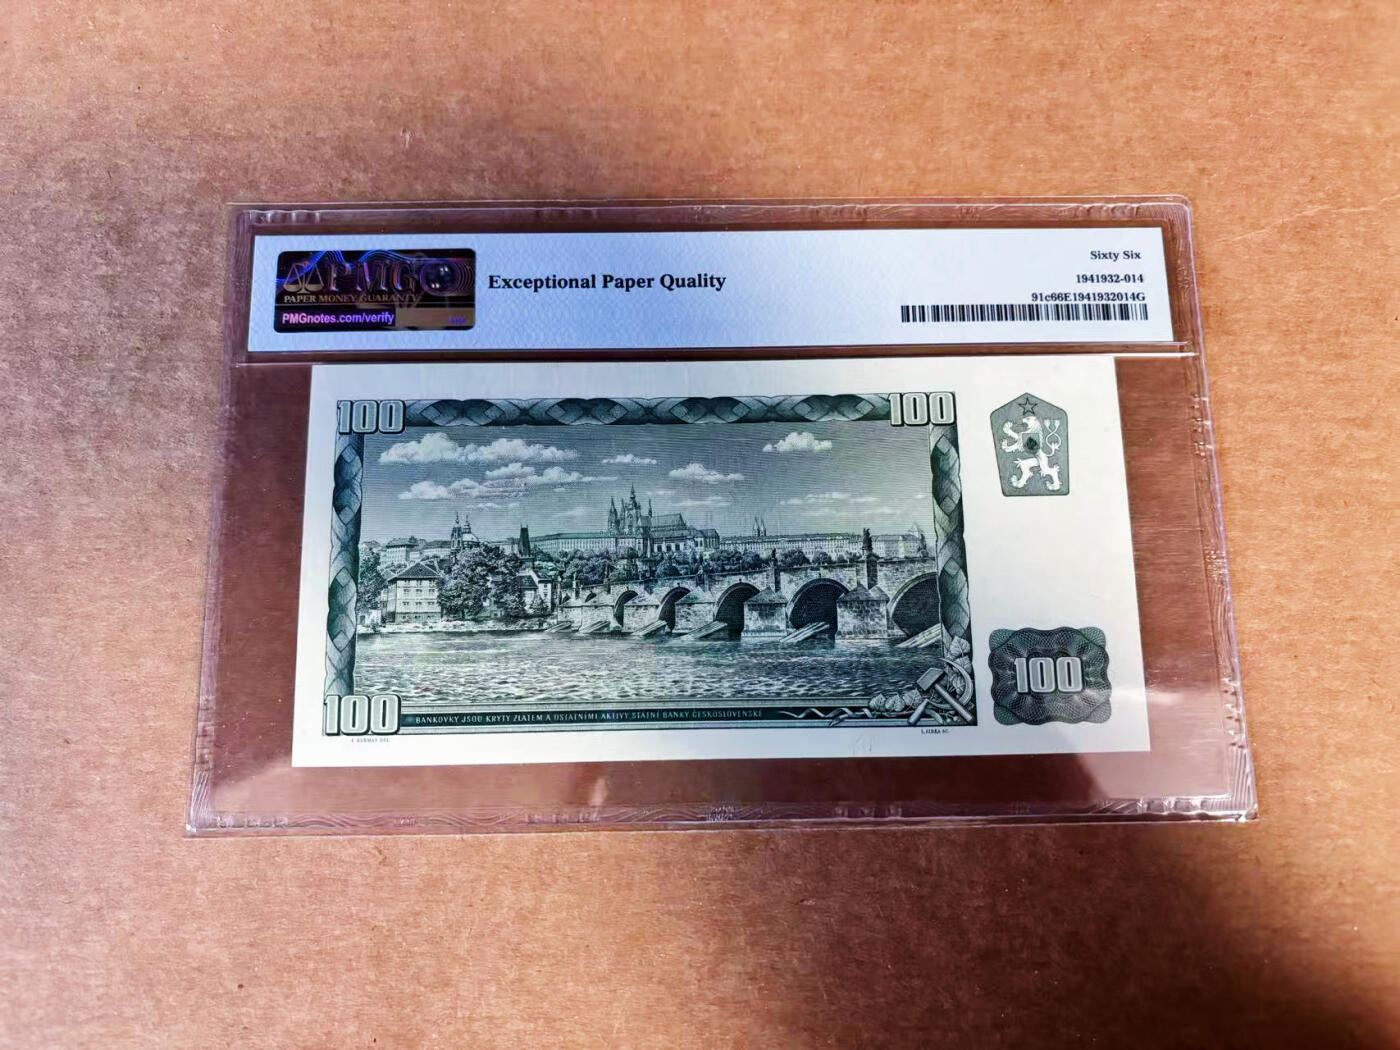 PMG
PAPER MONEY GUARANTY
PMGnotes.com/verify
Exceptional Paper Quality
Sixty Six
1941932-014
91c66E1941932014G
100
100
100
100
BANKOVKY JSOU KRYTY ZLATEM A OSTATNÍMI AKTIVY STÁTNÍ BANKY ČESKOSLOVENSKÉ